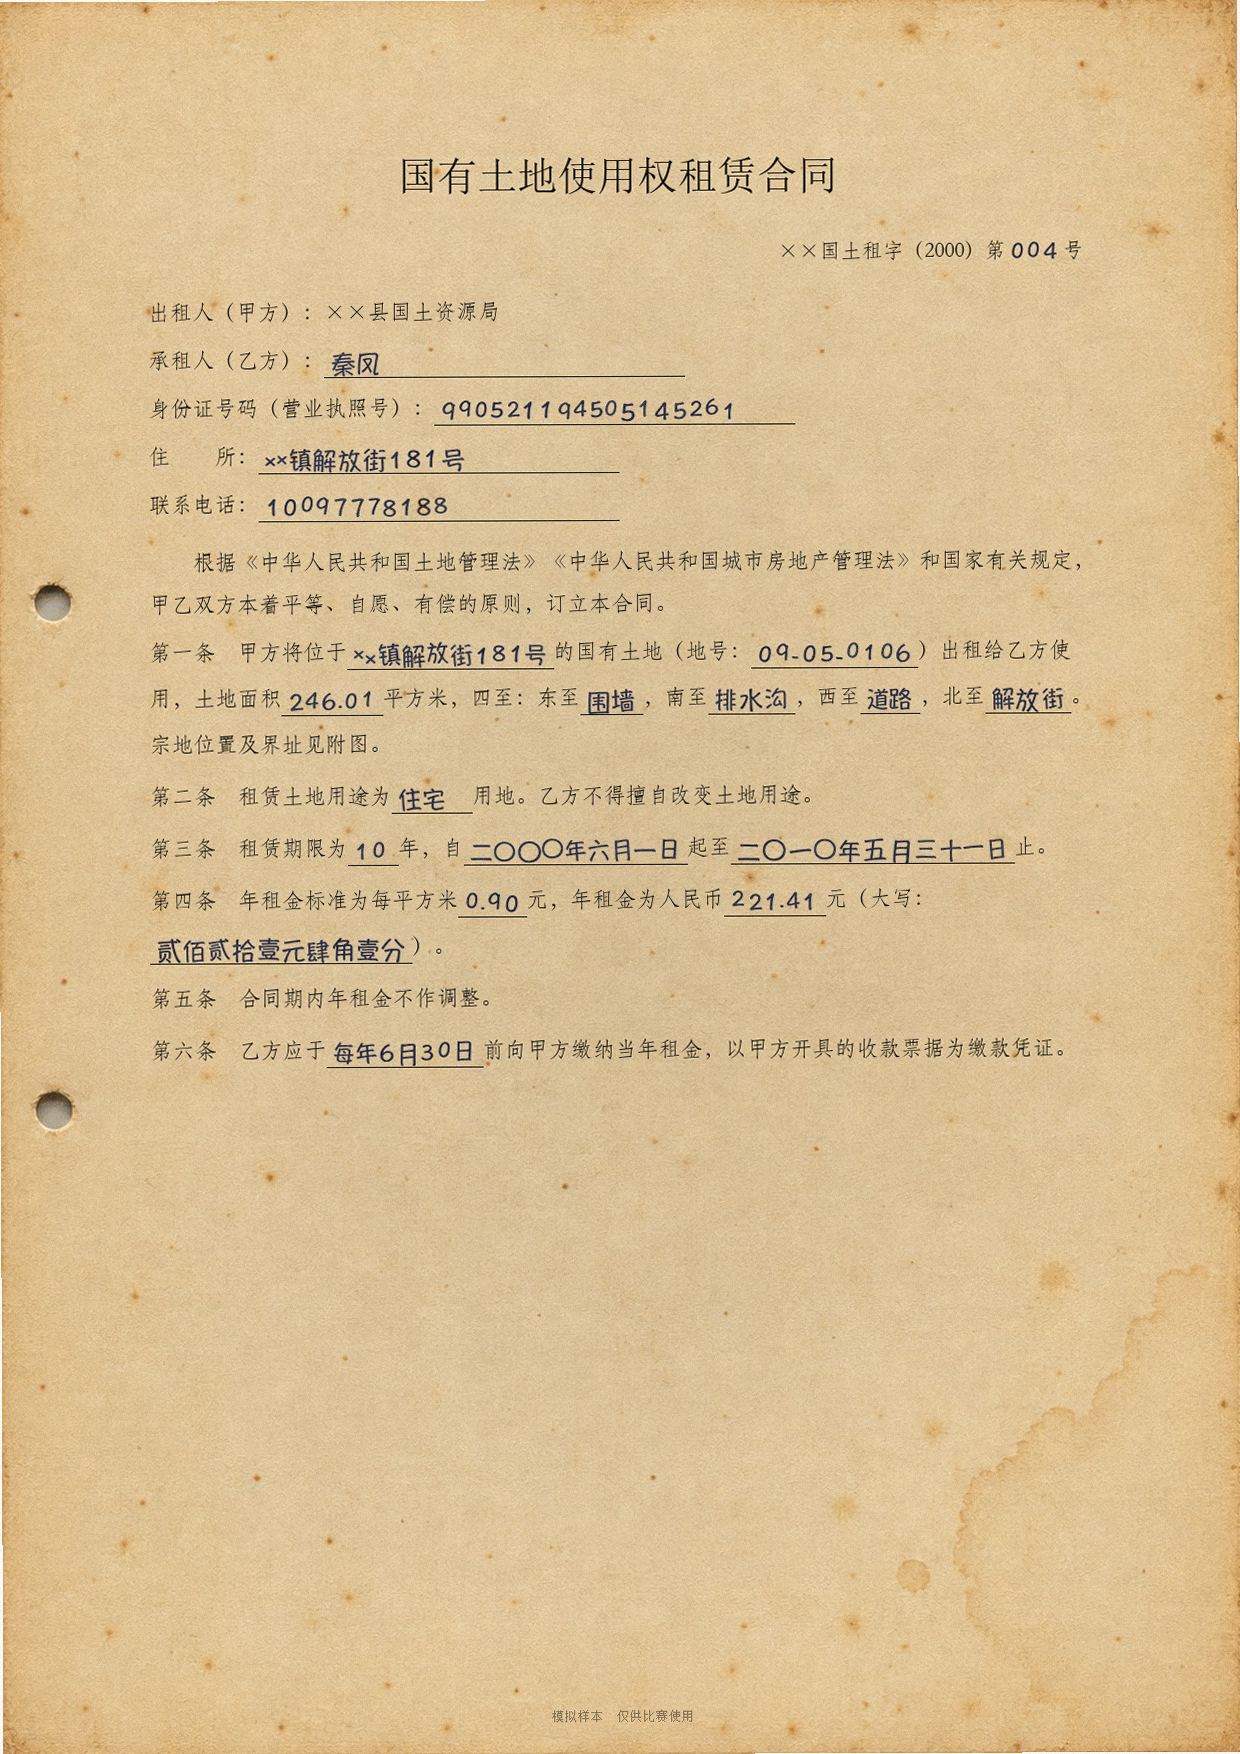 国有土地使用权租赁合同
××国土租字（2000）第004号
出租人（甲方）：××县国土资源局
承租人（乙方）：秦凤
身份证号码（营业执照号）：990521194505145261
住　　所：××镇解放街181号
联系电话：10097778188
根据《中华人民共和国土地管理法》《中华人民共和国城市房地产管理法》和国家有关规定，
甲乙双方本着平等、自愿、有偿的原则，订立本合同。
第一条　甲方将位于××镇解放街181号的国有土地（地号：09-05-0106）出租给乙方使
用，土地面积246.01平方米，四至：东至围墙，南至排水沟，西至道路，北至解放街。
宗地位置及界址见附图。
第二条　租赁土地用途为住宅用地。乙方不得擅自改变土地用途。
第三条　租赁期限为10年，自二〇〇〇年六月一日起至二〇一〇年五月三十一日止。
第四条　年租金标准为每平方米0.90元，年租金为人民币221.41元（大写：
贰佰贰拾壹元肆角壹分）。
第五条　合同期内年租金不作调整。
第六条　乙方应于每年6月30日前向甲方缴纳当年租金，以甲方开具的收款票据为缴款凭证。
模拟样本　仅供比赛使用